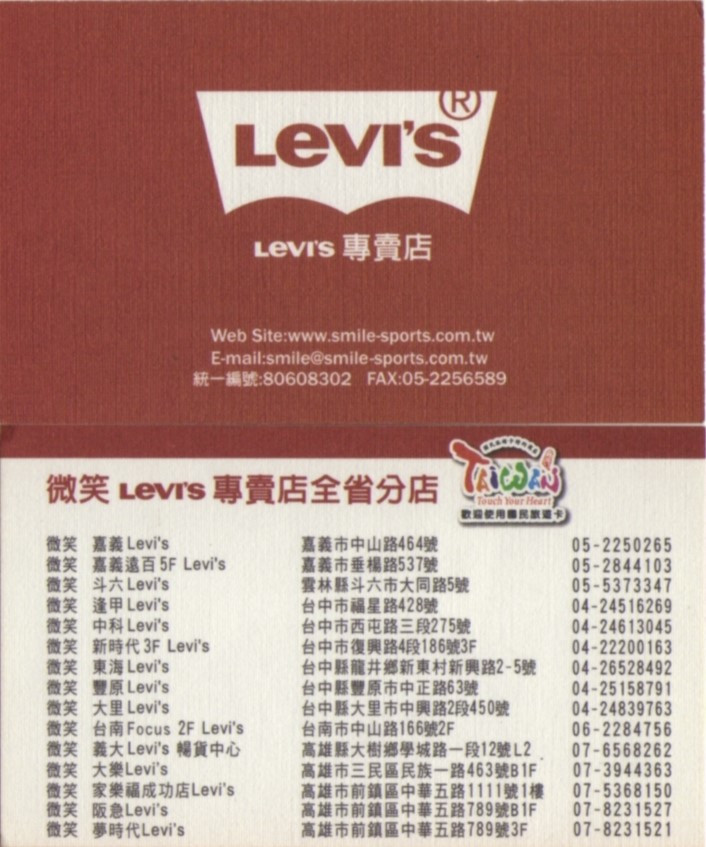 LEVI'S®
LEVI'S 專賣店
Web Site:www.smile-sports.com.tw
E-mail:smile@smile-sports.com.tw
統一編號:80608302 FAX:05-2256589
微笑 LEVI'S 專賣店全省分店
TAIWAN
Touch Your Heart
歡迎使用國民旅遊卡
微笑 嘉義Levi's 嘉義市中山路464號 05-2250265
微笑 嘉義遠百5F Levi's 嘉義市垂楊路537號 05-2844103
微笑 斗六Levi's 雲林縣斗六市大同路5號 05-5373347
微笑 逢甲Levi's 台中市福星路428號 04-24516269
微笑 中科Levi's 台中市西屯路三段275號 04-24613045
微笑 新時代3F Levi's 台中市復興路4段186號3F 04-22200163
微笑 東海Levi's 台中縣龍井鄉新東村新興路2-5號 04-26528492
微笑 豐原Levi's 台中縣豐原市中正路63號 04-25158791
微笑 大里Levi's 台中縣大里市中興路2段450號 04-24839763
微笑 台南Focus 2F Levi's 台南市中山路166號2F 06-2284756
微笑 義大Levi's 暢貨中心 高雄縣大樹鄉學城路一段12號L2 07-6568262
微笑 大樂Levi's 高雄市三民區民族一路463號B1F 07-3944363
微笑 家樂福成功店Levi's 高雄市前鎮區中華五路1111號1樓 07-5368150
微笑 阪急Levi's 高雄市前鎮區中華五路789號B1F 07-8231527
微笑 夢時代Levi's 高雄市前鎮區中華五路789號3F 07-8231521